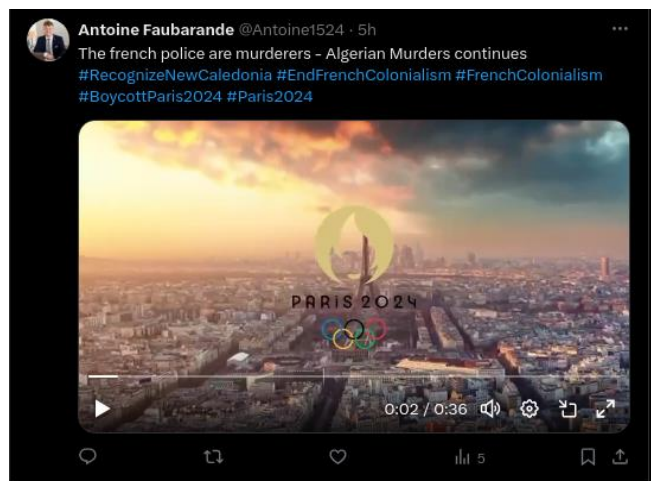 Antoine Faubarande @Antoine1524 · 5h
The french police are murderers - Algerian Murders continues
#RecognizeNewCaledonia #EndFrenchColonialism #FrenchColonialism
#BoycottParis2024 #Paris2024
PARiS 2024
0:02 / 0:36
5